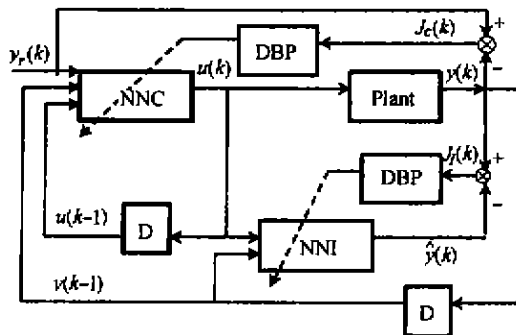 J_c(k)
+
y_r(k)
u(k)
DBP
−
NNC
Plant
y(k)
+
J_I(k)
DBP
−
u(k-1)
D
NNI
ŷ(k)
y(k-1)
D